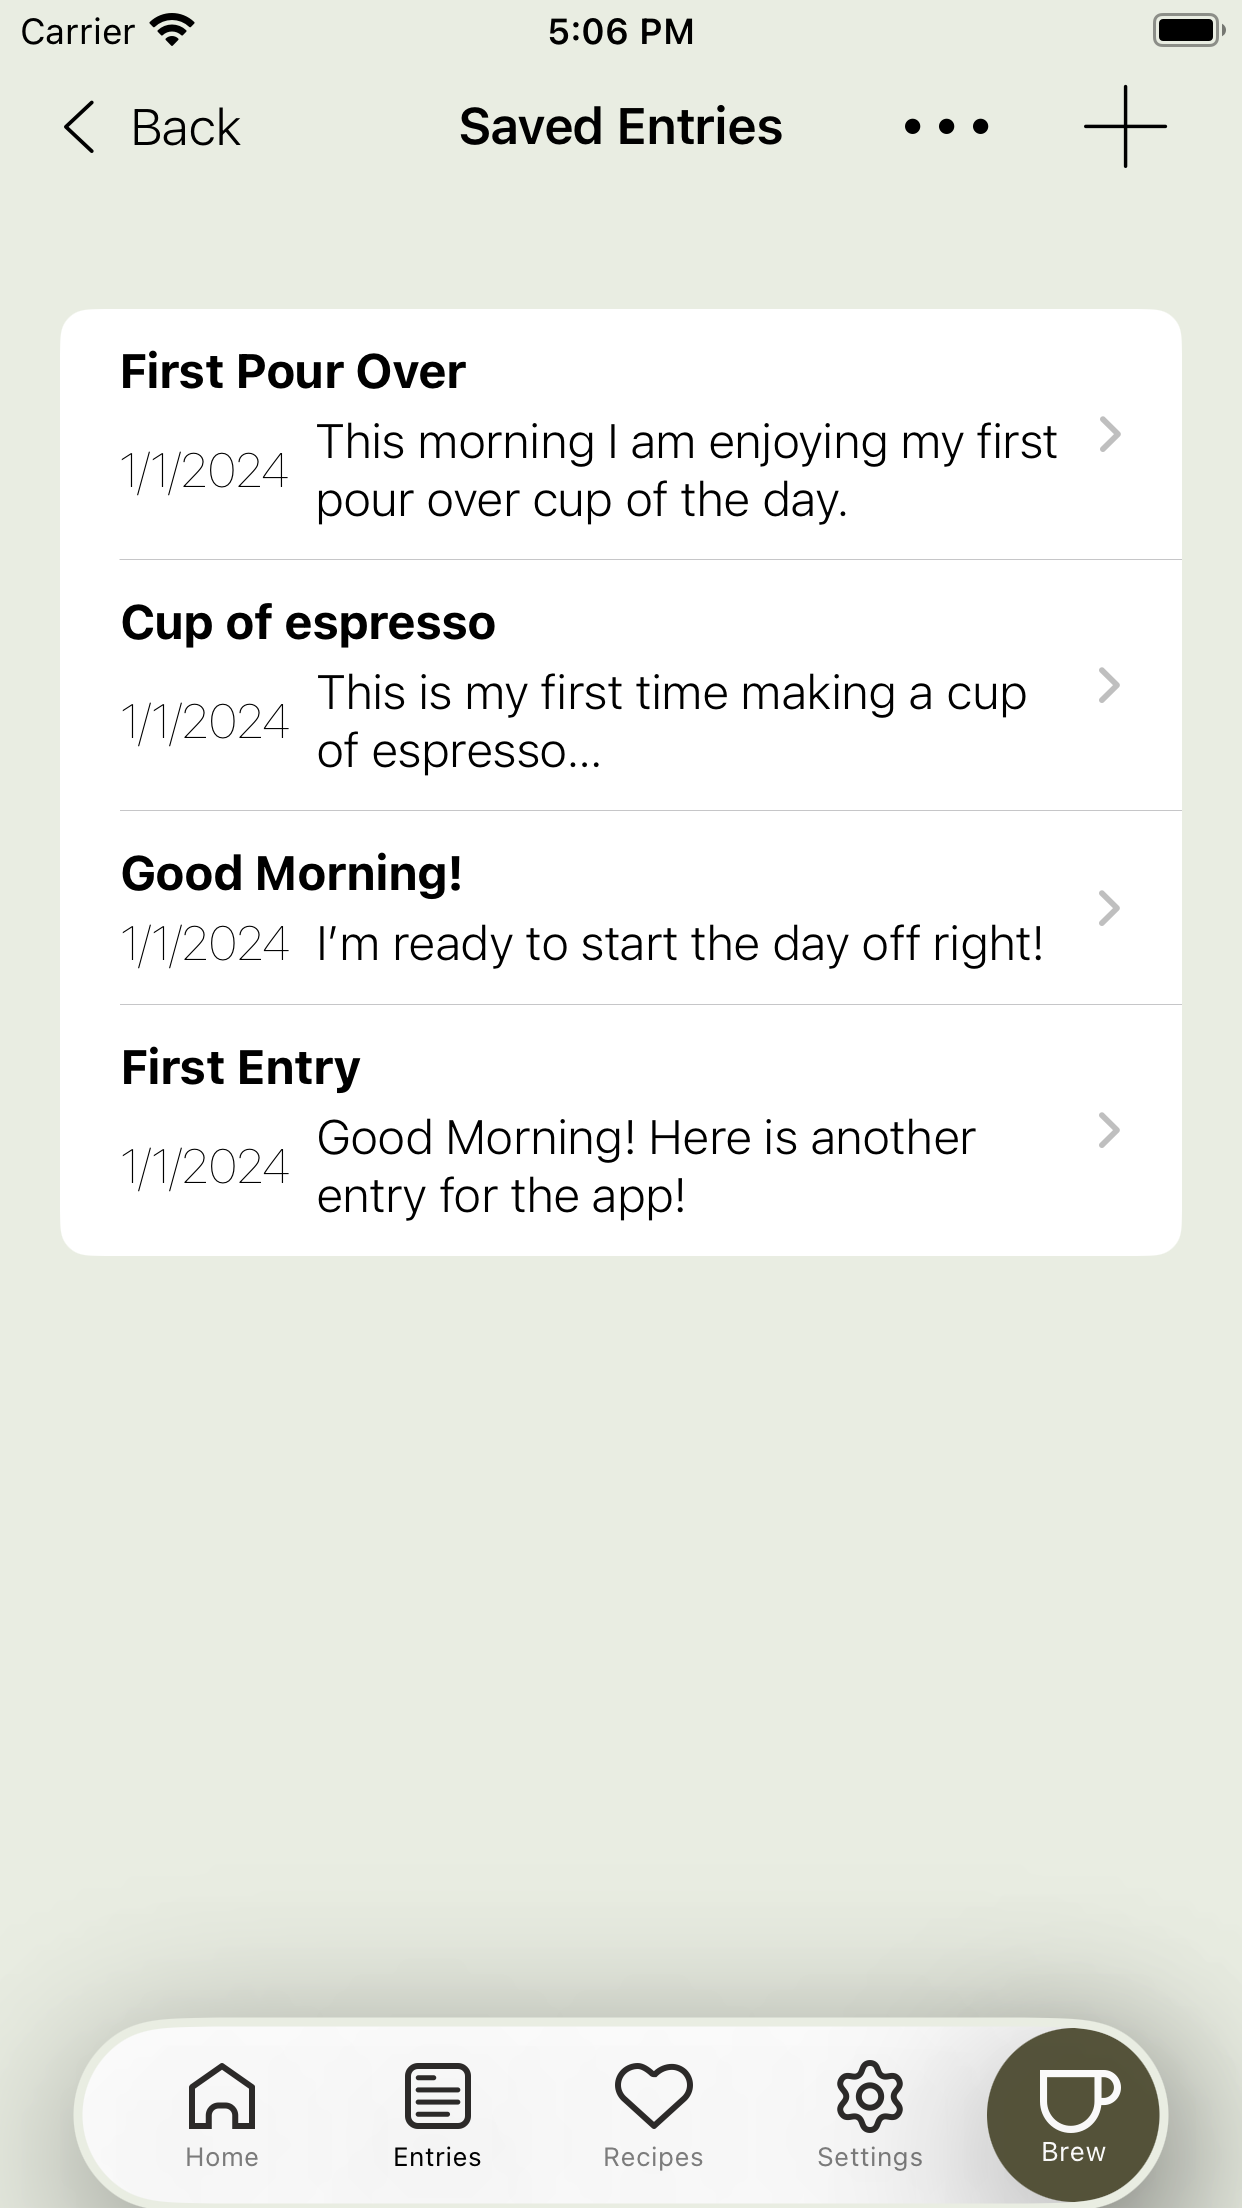 Carrier 5:06 PM
Back Saved Entries
First Pour Over
1/1/2024
This morning I am enjoying my first
pour over cup of the day.
Cup of espresso
1/1/2024
This is my first time making a cup
of espresso...
Good Morning!
1/1/2024 I'm ready to start the day off right!
First Entry
1/1/2024
Good Morning! Here is another
entry for the app!
Home Entries Recipes Settings Brew